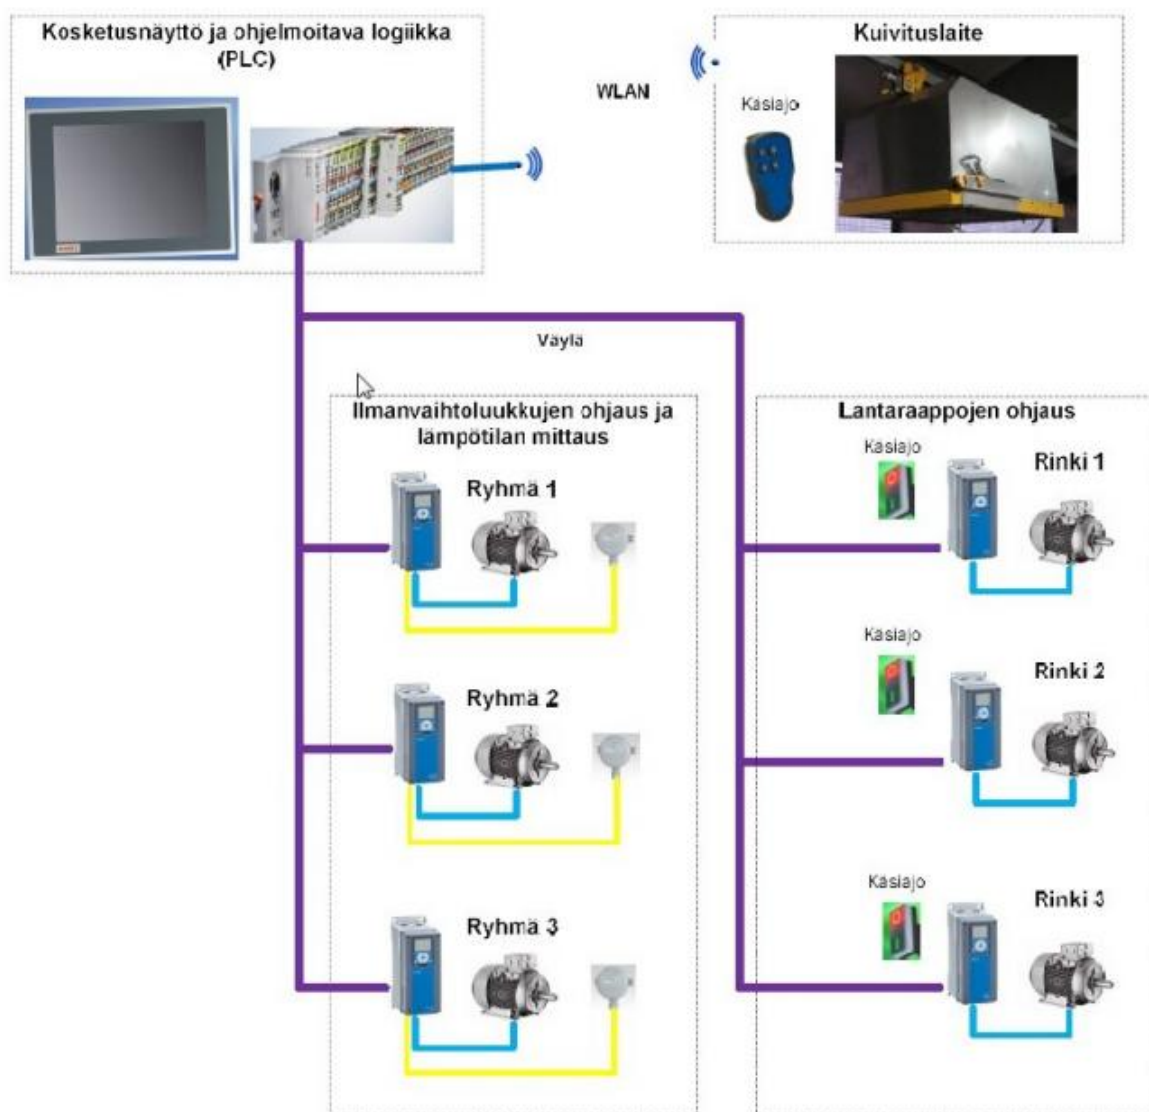 Kosketusnäyttö ja ohjelmoitava logiikka
(PLC)
WLAN
Kuivituslaite
Käsiajo
Väylä
Ilmanvaihtoluukkujen ohjaus ja
lämpötilan mittaus
Ryhmä 1
Ryhmä 2
Ryhmä 3
Lantaraappojen ohjaus
Käsiajo
Rinki 1
Käsiajo
Rinki 2
Käsiajo
Rinki 3